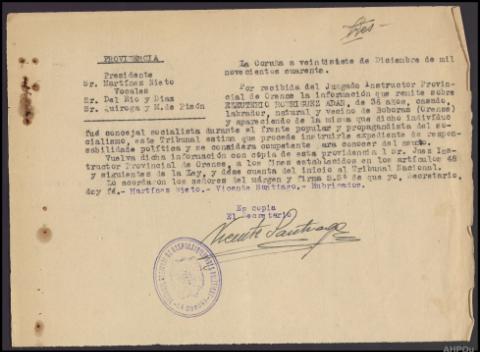 Tres-
PROVIDENCIA
Presidente
Sr. Martínez Nieto
Vocales
Sr. Del Rio y Diaz
Sr. Quiroga y M. de Pisón
La Coruña a veintisiete de Diciembre de mil
novecientos cuarenta.
Por recibida del Juzgado Instructor Provin-
cial de Orense la información que remite sobre
ELEUTERIO RODRIGUEZ ADAN, de 36 años, casado,
labrador, natural y vecino de Boboras (Orense)
y apareciendo de la misma que dicho individuo
fué concejal socialista durante el frente popular y propagandista del so-
cialismo, este Tribunal estima que procede instruirle expediente de respon-
sabilidad política y se considera competente para conocer del asunto.
Vuelva dicha información con copia de esta providencia l Sr. Juez Ins-
tructor Provincial de Orense, a los fines establecidos en los artículos 48
y siguientes de la Ley, y dése cuenta del inicio al Tribunal Nacional.
Lo acordaron los señores del márgen y firma S.Sª de que yo, Secretario,
doy fé.- Martínez Nieto.- Vicente Santiago.- Rubricados.
Es copia
El Secretario
Vicente Santiago
AHPOu